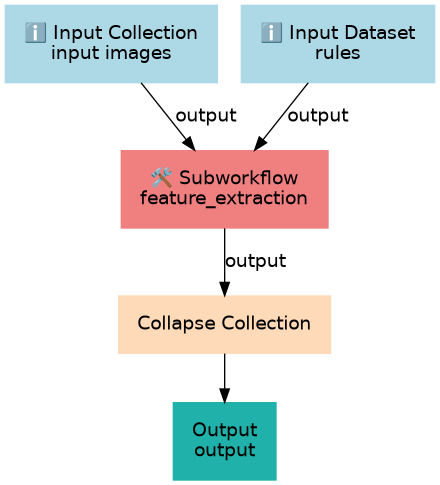 ℹ️ Input Collection
input images
ℹ️ Input Dataset
rules
output
output
🛠️ Subworkflow
feature_extraction
output
Collapse Collection
Output
output